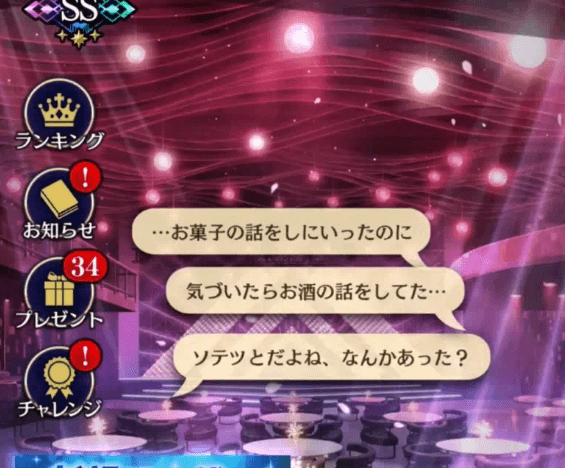 SS
ランキング
!
お知らせ
34
プレゼント
!
チャレンジ
…お菓子の話をしにいったのに
気づいたらお酒の話をしてた…
ソテツとだよね、なんかあった？